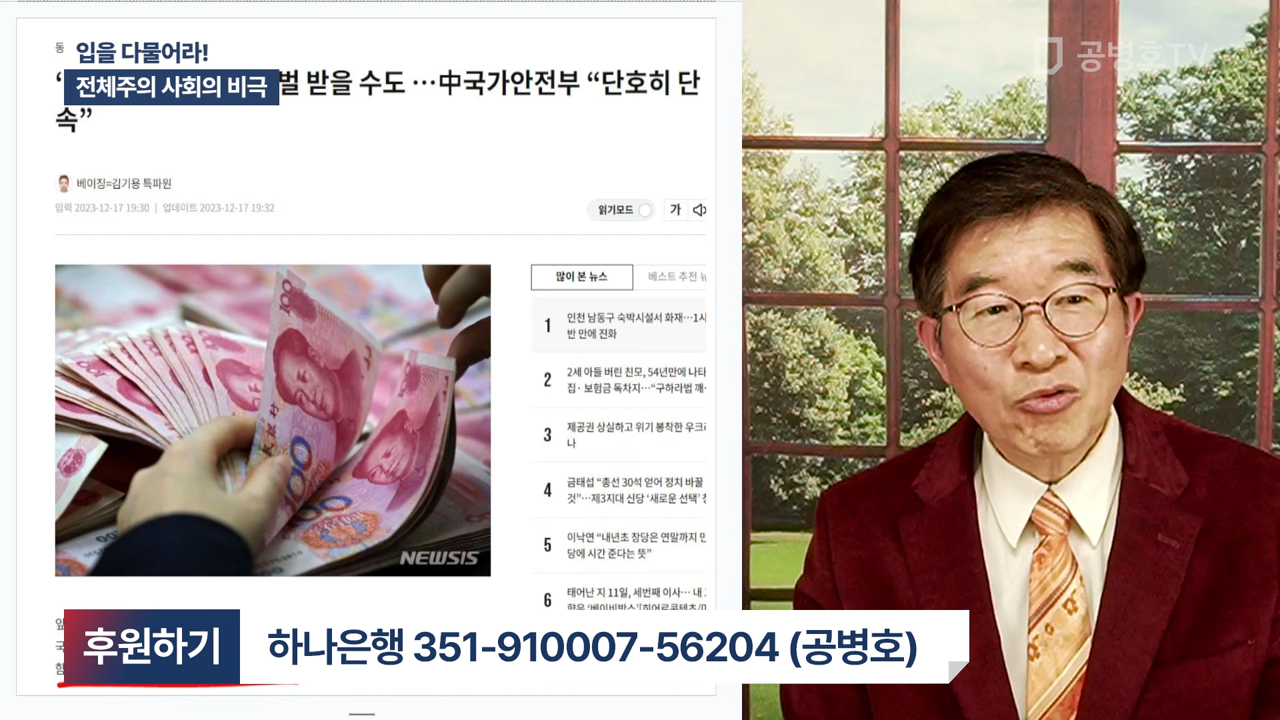 동
입을 다물어라!
전체주의 사회의 비극
벌 받을 수도 …中국가안전부 “단호히 단
속”
베이징=김기용 특파원
입력 2023-12-17 19:30 | 업데이트 2023-12-17 19:32
읽기모드
가
많이 본 뉴스
베스트 추천
1
인천 남동구 숙박시설서 화재…1시
반 만에 진화
2
2세 아들 버린 친모, 54년만에 나타
집·보험금 독차지…“구하라법 깨
3
제공권 상실하고 위기 봉착한 우크라
나
4
금태섭 “총선 30석 얻어 정치 바꿀
것”…제3지대 신당 ‘새로운 선택’
5
이낙연 “내년초 창당은 연말까지 민
당에 시간 준다는 뜻”
6
태어난 지 11일, 세번째 이사… 내
100
NEWSIS
공병호TV
후원하기
하나은행 351-910007-56204 (공병호)